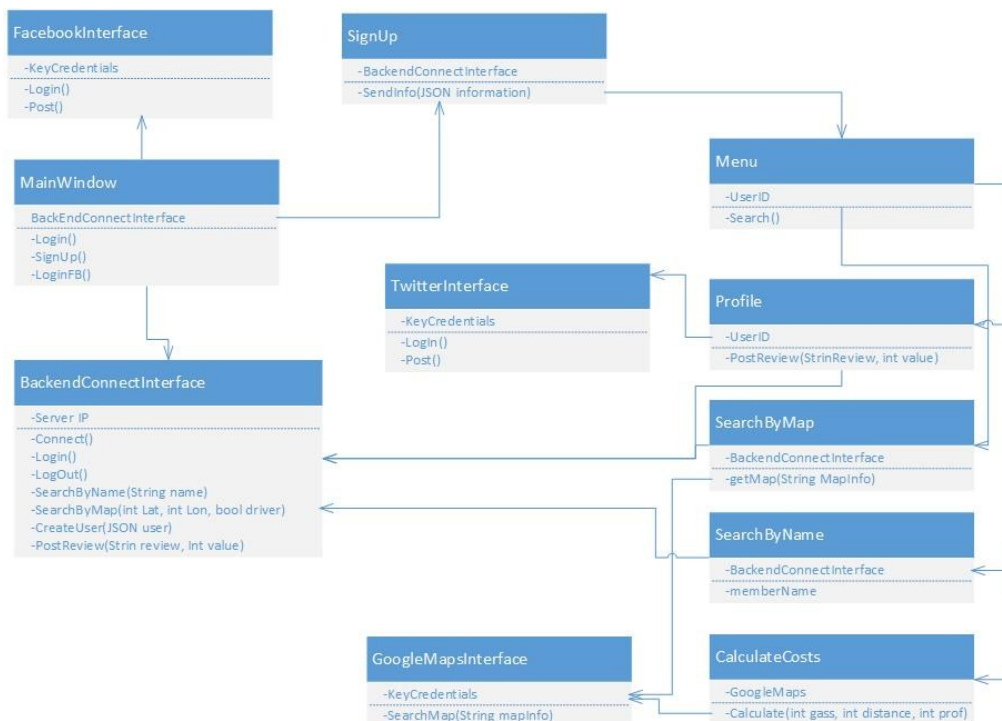 FacebookInterface
-KeyCredentials
-Login()
-Post()
SignUp
-BackendConnectInterface
-SendInfo(JSON information)
MainWindow
BackEndConnectInterface
-Login()
-SignUp()
-LoginFB()
Menu
-UserID
-Search()
TwitterInterface
-KeyCredentials
-LogIn()
-Post()
Profile
-UserID
-PostReview(StrinReview, int value)
BackendConnectInterface
-Server IP
-Connect()
-Login()
-LogOut()
-SearchByName(String name)
-SearchByMap(int Lat, int Lon, bool driver)
-CreateUser(JSON user)
-PostReview(Strin review, Int value)
SearchByMap
-BackendConnectInterface
-getMap(String MapInfo)
SearchByName
-BackendConnectInterface
-memberName
GoogleMapsInterface
-KeyCredentials
-SearchMap(String mapInfo)
CalculateCosts
-GoogleMaps
-Calculate(int gass, int distance, int prof)